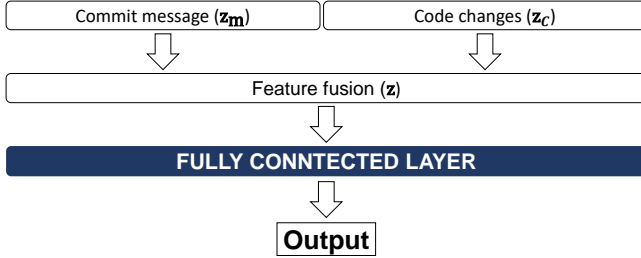 Commit message (zm)
Code changes (zC)
Feature fusion (z)
FULLY CONNTECTED LAYER
Output